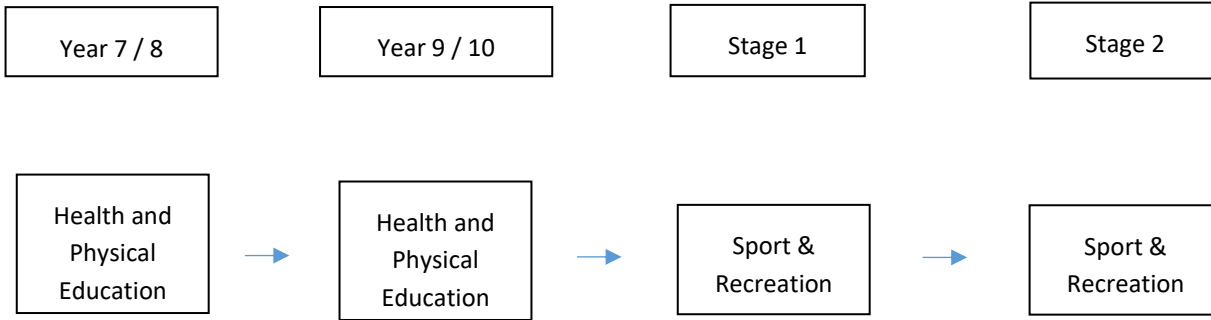 Year 7 / 8
Year 9 / 10
Stage 1
Stage 2
Health and
Physical
Education
Health and
Physical
Education
Sport &
Recreation
Sport &
Recreation